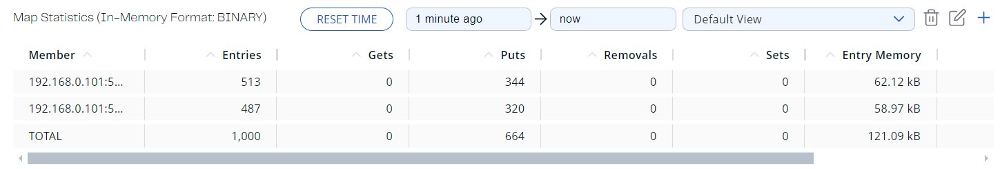 Map Statistics (In-Memory Format: BINARY) RESET TIME 1 minute ago now Default View
Member Entries Gets Puts Removals Sets Entry Memory
192.168.0.101:5... 513 0 344 0 0 62.12 kB
192.168.0.101:5... 487 0 320 0 0 58.97 kB
TOTAL 1,000 0 664 0 0 121.09 kB